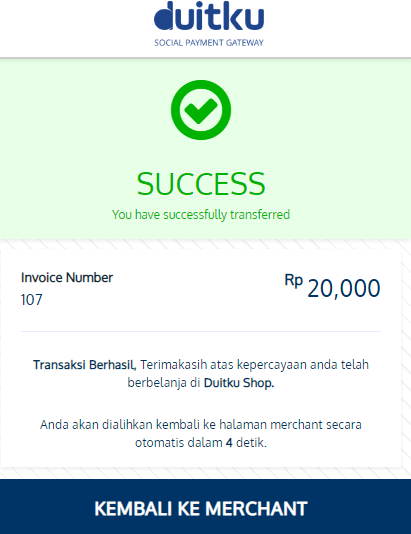 duitku
SOCIAL PAYMENT GATEWAY
SUCCESS
You have successfully transferred
Invoice Number
107
Rp 20,000
Transaksi Berhasil, Terimakasih atas kepercayaan anda telah
berbelanja di Duitku Shop.
Anda akan dialihkan kembali ke halaman merchant secara
otomatis dalam 4 detik.
KEMBALI KE MERCHANT